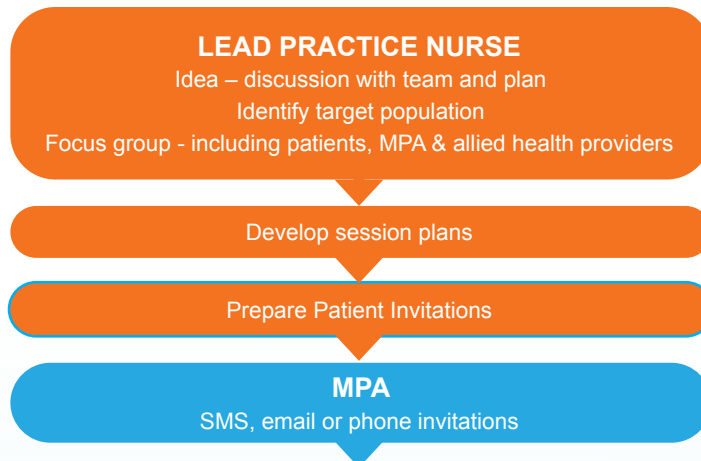 LEAD PRACTICE NURSE
Idea – discussion with team and plan
Identify target population
Focus group - including patients, MPA & allied health providers
Develop session plans
Prepare Patient Invitations
MPA
SMS, email or phone invitations